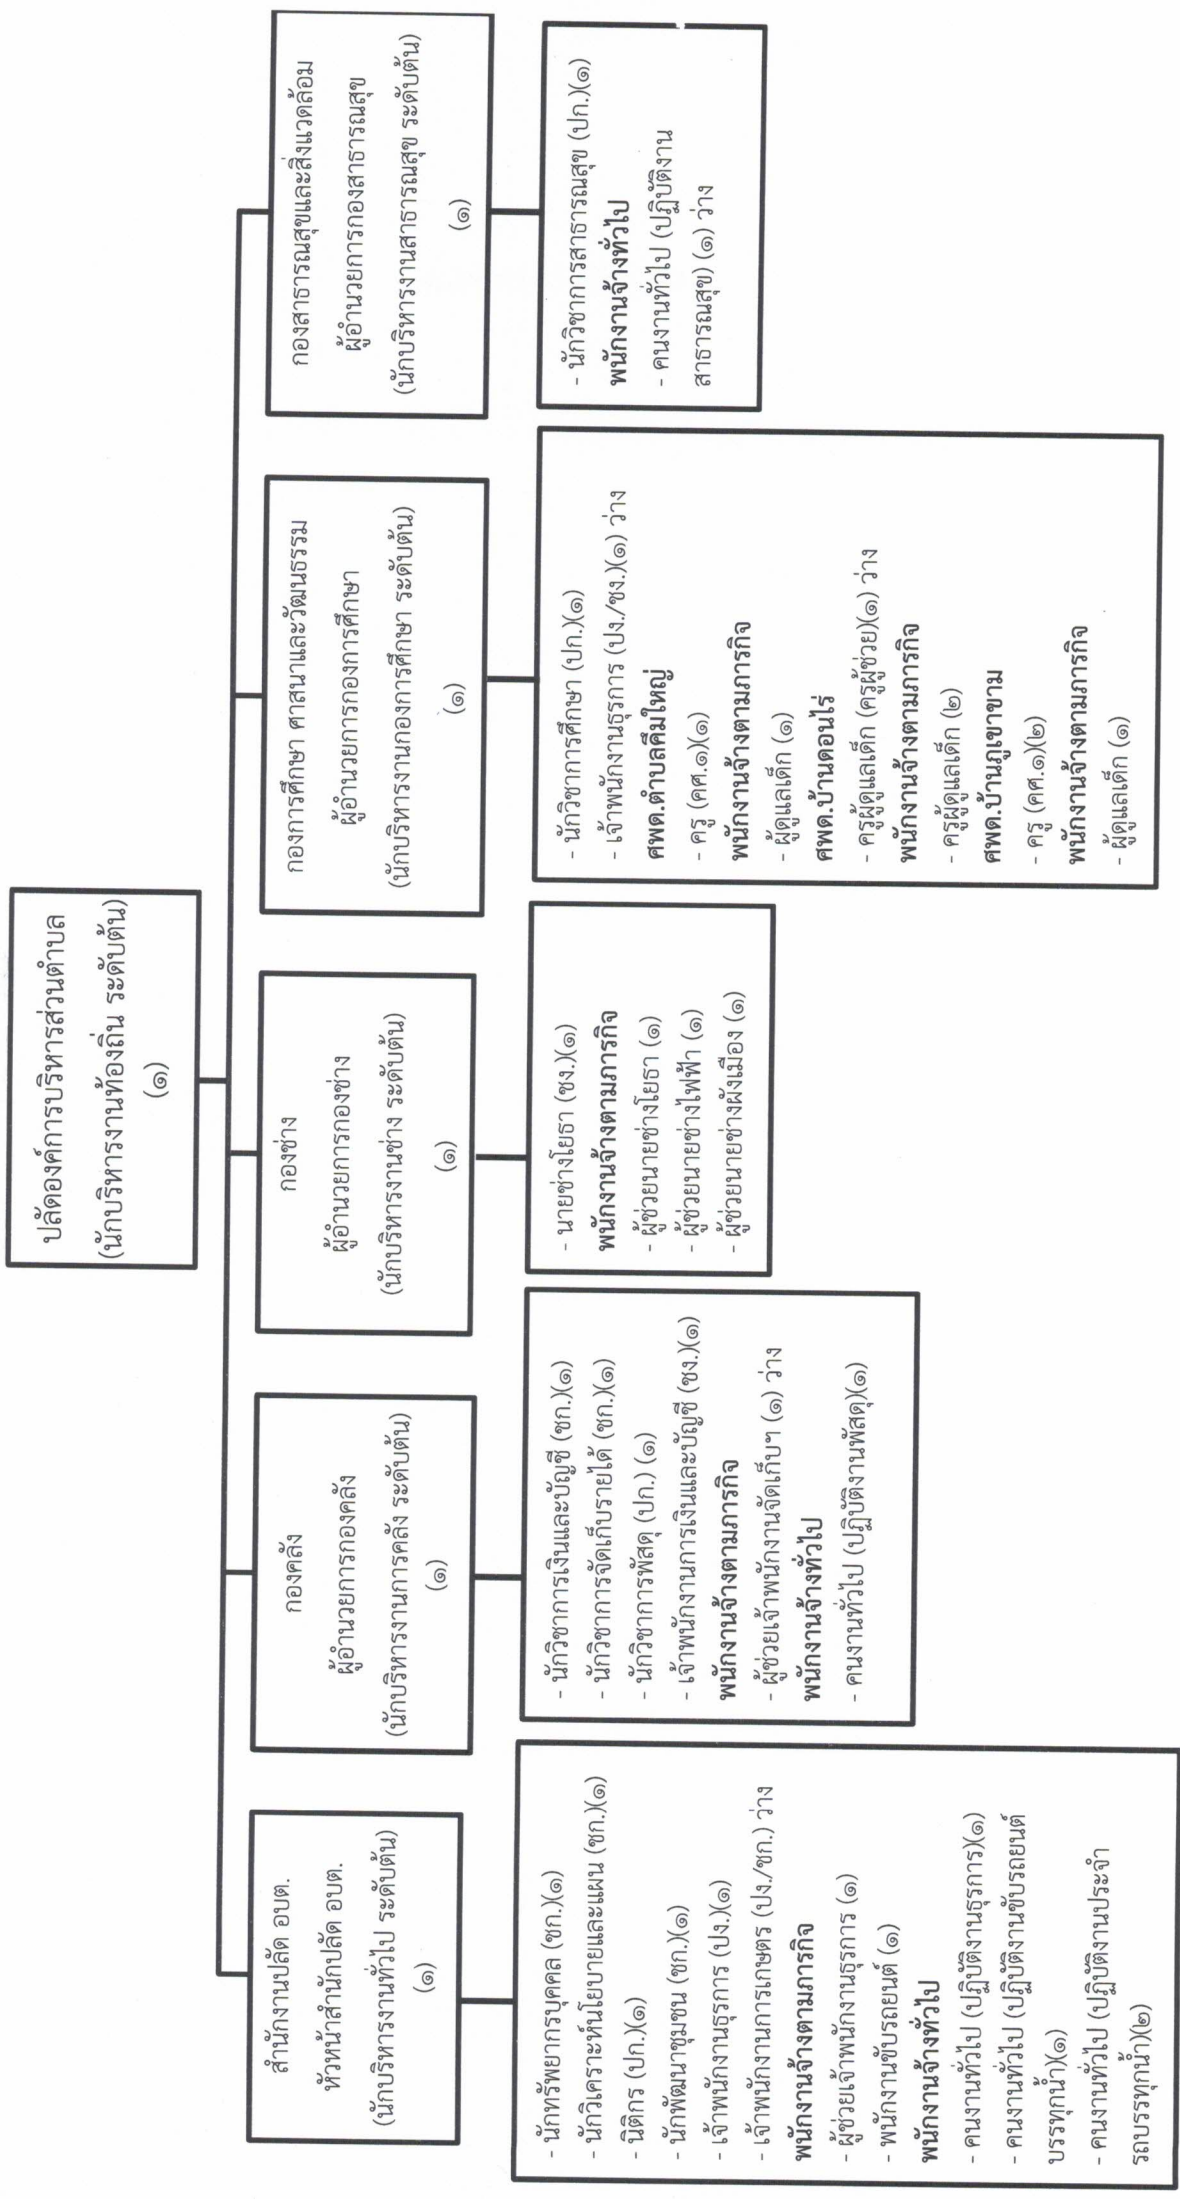 ปลัดองค์การบริหารส่วนตำบล
(นักบริหารงานท้องถิ่น ระดับต้น)
(๑)
สำนักงานปลัด อบต.
หัวหน้าสำนักปลัด อบต.
(นักบริหารงานทั่วไป ระดับต้น)
(๑)
- นักทรัพยากรบุคคล (ชก.)(๑)
- นักวิเคราะห์นโยบายและแผน (ชก.)(๑)
- นิติกร (ปก.)(๑)
- นักพัฒนาชุมชน (ชก.)(๑)
- เจ้าพนักงานธุรการ (ปง.)(๑)
- เจ้าพนักงานการเกษตร (ปง./ชก.) ว่าง
พนักงานจ้างตามภารกิจ
- ผู้ช่วยเจ้าพนักงานธุรการ (๑)
- พนักงานขับรถยนต์ (๑)
พนักงานจ้างทั่วไป
- คนงานทั่วไป (ปฏิบัติงานธุรการ)(๑)
- คนงานทั่วไป (ปฏิบัติงานขับรถยนต์
บรรทุกน้ำ)(๑)
- คนงานทั่วไป (ปฏิบัติงานประจำ
รถบรรทุกน้ำ)(๒)
กองคลัง
ผู้อำนวยการกองคลัง
(นักบริหารงานการคลัง ระดับต้น)
(๑)
- นักวิชาการเงินและบัญชี (ชก.)(๑)
- นักวิชาการจัดเก็บรายได้ (ชก.)(๑)
- นักวิชาการพัสดุ (ปก.) (๑)
- เจ้าพนักงานการเงินและบัญชี (ชง.)(๑)
พนักงานจ้างตามภารกิจ
- ผู้ช่วยเจ้าพนักงานจัดเก็บฯ (๑) ว่าง
พนักงานจ้างทั่วไป
- คนงานทั่วไป (ปฏิบัติงานพัสดุ)(๑)
กองช่าง
ผู้อำนวยการกองช่าง
(นักบริหารงานช่าง ระดับต้น)
(๑)
- นายช่างโยธา (ชง.)(๑)
พนักงานจ้างตามภารกิจ
- ผู้ช่วยนายช่างโยธา (๑)
- ผู้ช่วยนายช่างไฟฟ้า (๑)
- ผู้ช่วยนายช่างผังเมือง (๑)
กองการศึกษา ศาสนาและวัฒนธรรม
ผู้อำนวยการกองการศึกษา
(นักบริหารงานกองการศึกษา ระดับต้น)
(๑)
- นักวิชาการศึกษา (ปก.)(๑)
- เจ้าพนักงานธุรการ (ปง./ชง.)(๑) ว่าง
ศพด.ตำบลคึมใหญ่
- ครู (คศ.๑)(๑)
พนักงานจ้างตามภารกิจ
- ผู้ดูแลเด็ก (๑)
ศพด.บ้านดอนไร่
- ครูผู้ดูแลเด็ก (ครูผู้ช่วย)(๑) ว่าง
พนักงานจ้างตามภารกิจ
- ครูผู้ดูแลเด็ก (๒)
ศพด.บ้านภูเขาขาม
- ครู (คศ.๑)(๒)
พนักงานจ้างตามภารกิจ
- ผู้ดูแลเด็ก (๑)
กองสาธารณสุขและสิ่งแวดล้อม
ผู้อำนวยการกองสาธารณสุข
(นักบริหารงานสาธารณสุข ระดับต้น)
(๑)
- นักวิชาการสาธารณสุข (ปก.)(๑)
พนักงานจ้างทั่วไป
- คนงานทั่วไป (ปฏิบัติงาน
สาธารณสุข) (๑) ว่าง